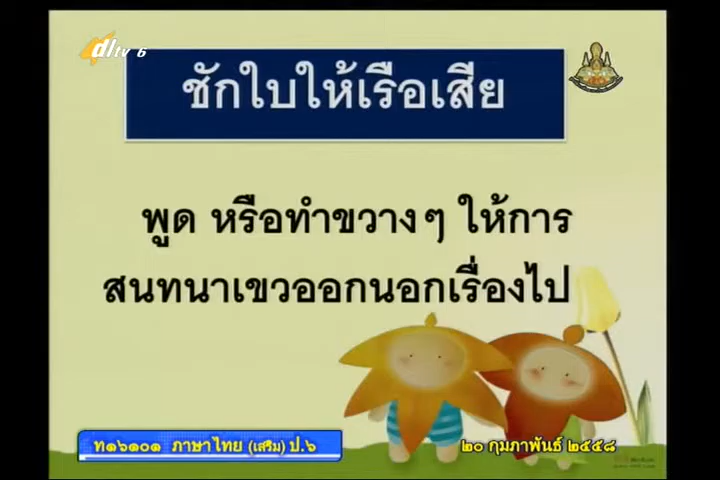 dltv 6
ชักใบให้เรือเสีย
พูด หรือทำขวางๆ ให้การ
สนทนาเขวออกนอกเรื่องไป
ท๑๖๑๐๑ ภาษาไทย (เสริม) ป.๖
๒๐ กุมภาพันธ์ ๒๕๕๘